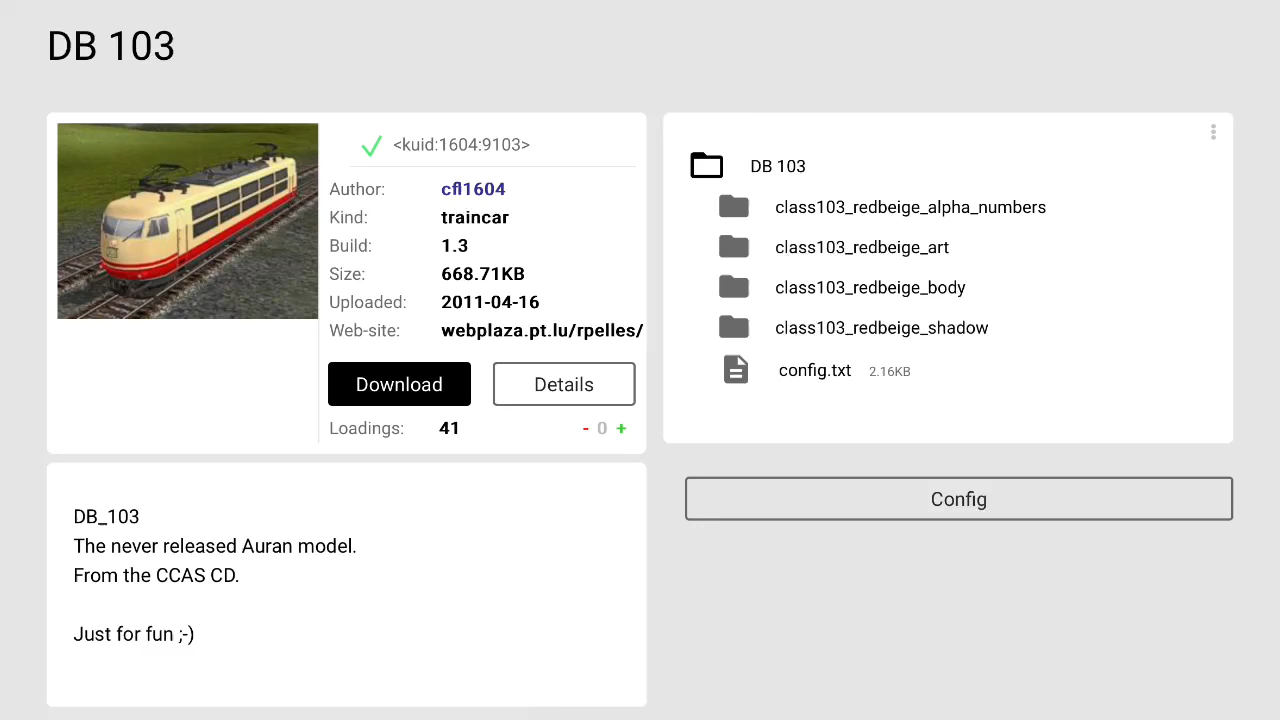 DB 103
<kuid:1604:9103>
Author: cfl1604
Kind: traincar
Build: 1.3
Size: 668.71KB
Uploaded: 2011-04-16
Web-site: webplaza.pt.lu/rpelles/
Download Details
Loadings: 41 - 0 +
DB_103
The never released Auran model.
From the CCAS CD.
Just for fun ;-)
DB 103
class103_redbeige_alpha_numbers
class103_redbeige_art
class103_redbeige_body
class103_redbeige_shadow
config.txt 2.16KB
Config